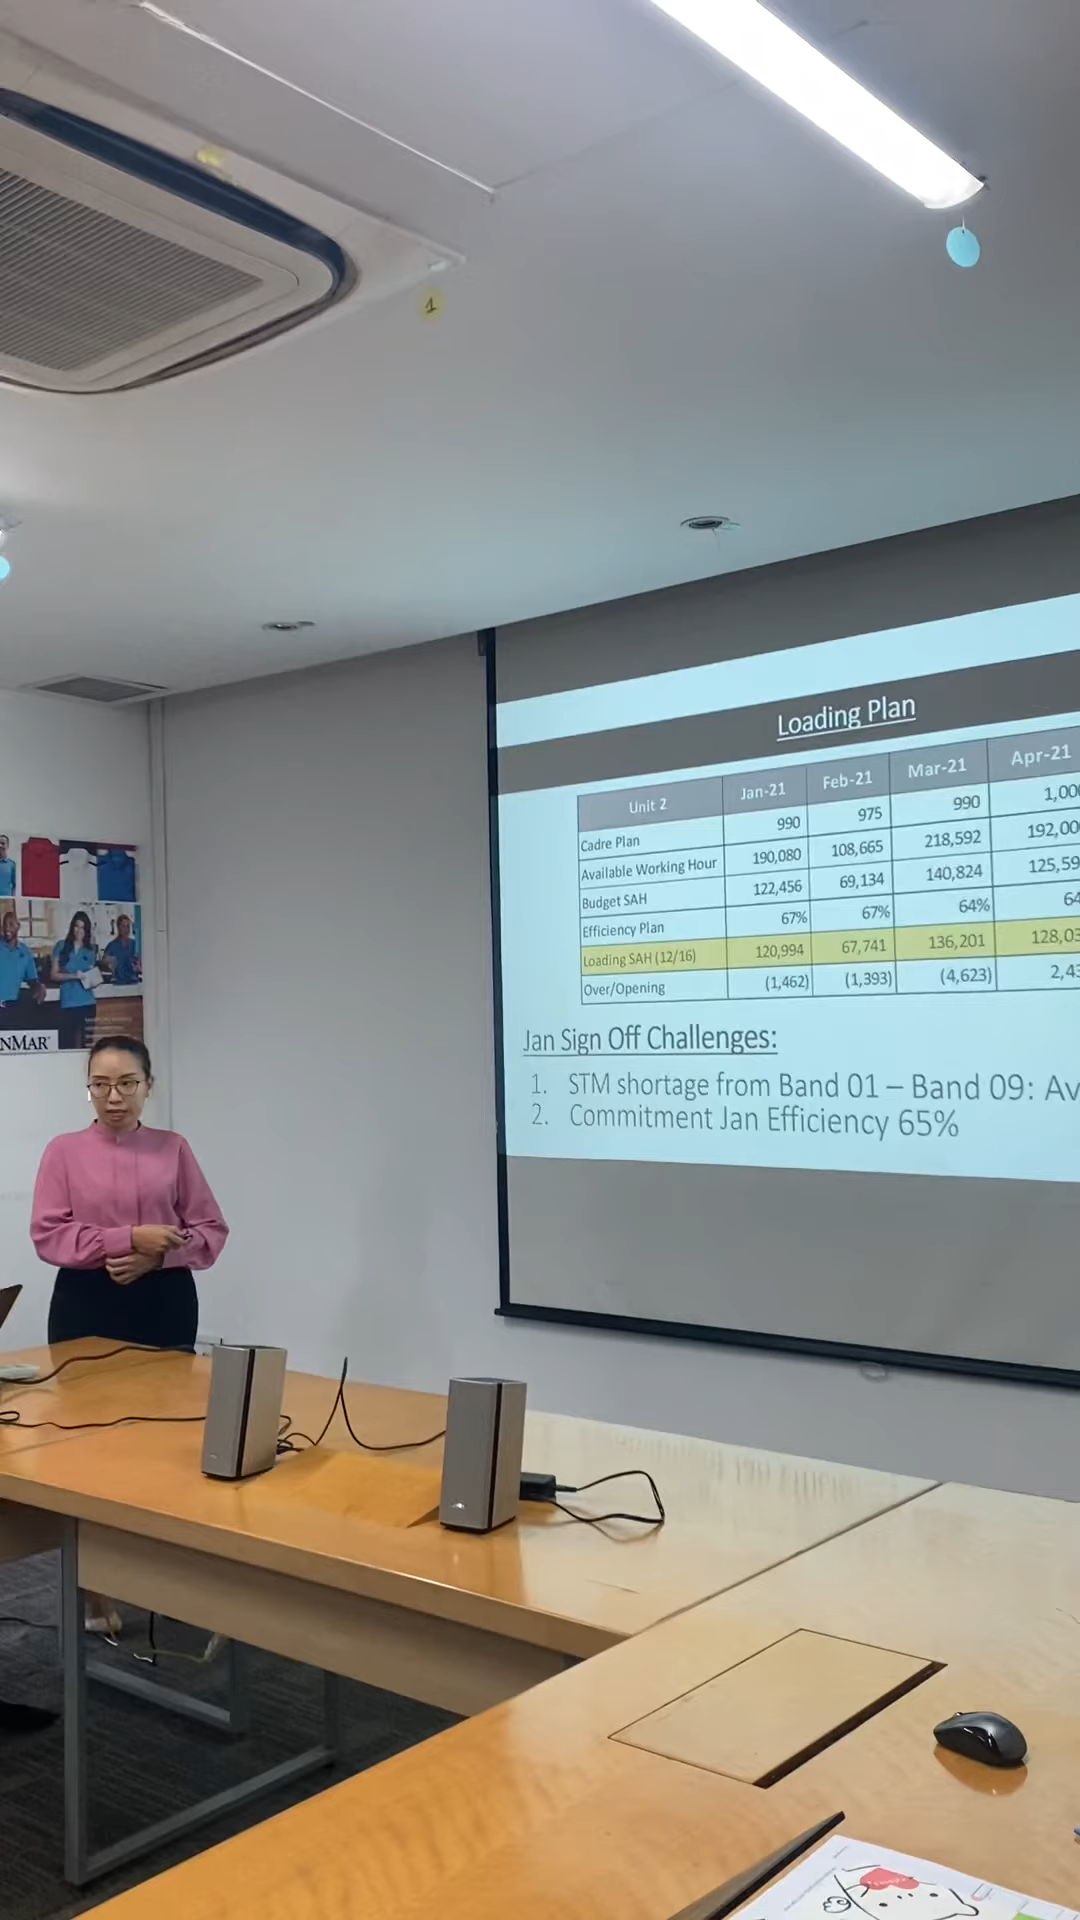 1
Loading Plan
Unit 2 Jan-21 Feb-21 Mar-21 Apr-21
Cadre Plan 990 975 990
Available Working Hour 190,080 108,665 218,592
Budget SAH 122,456 69,134 140,824
Efficiency Plan 67% 67% 64%
Loading SAH (12/16) 120,994 67,741 136,201
Over/Opening (1,462) (1,393) (4,623)
Jan Sign Off Challenges:
1. STM shortage from Band 01 – Band 09:
2. Commitment Jan Efficiency 65%
NMAR